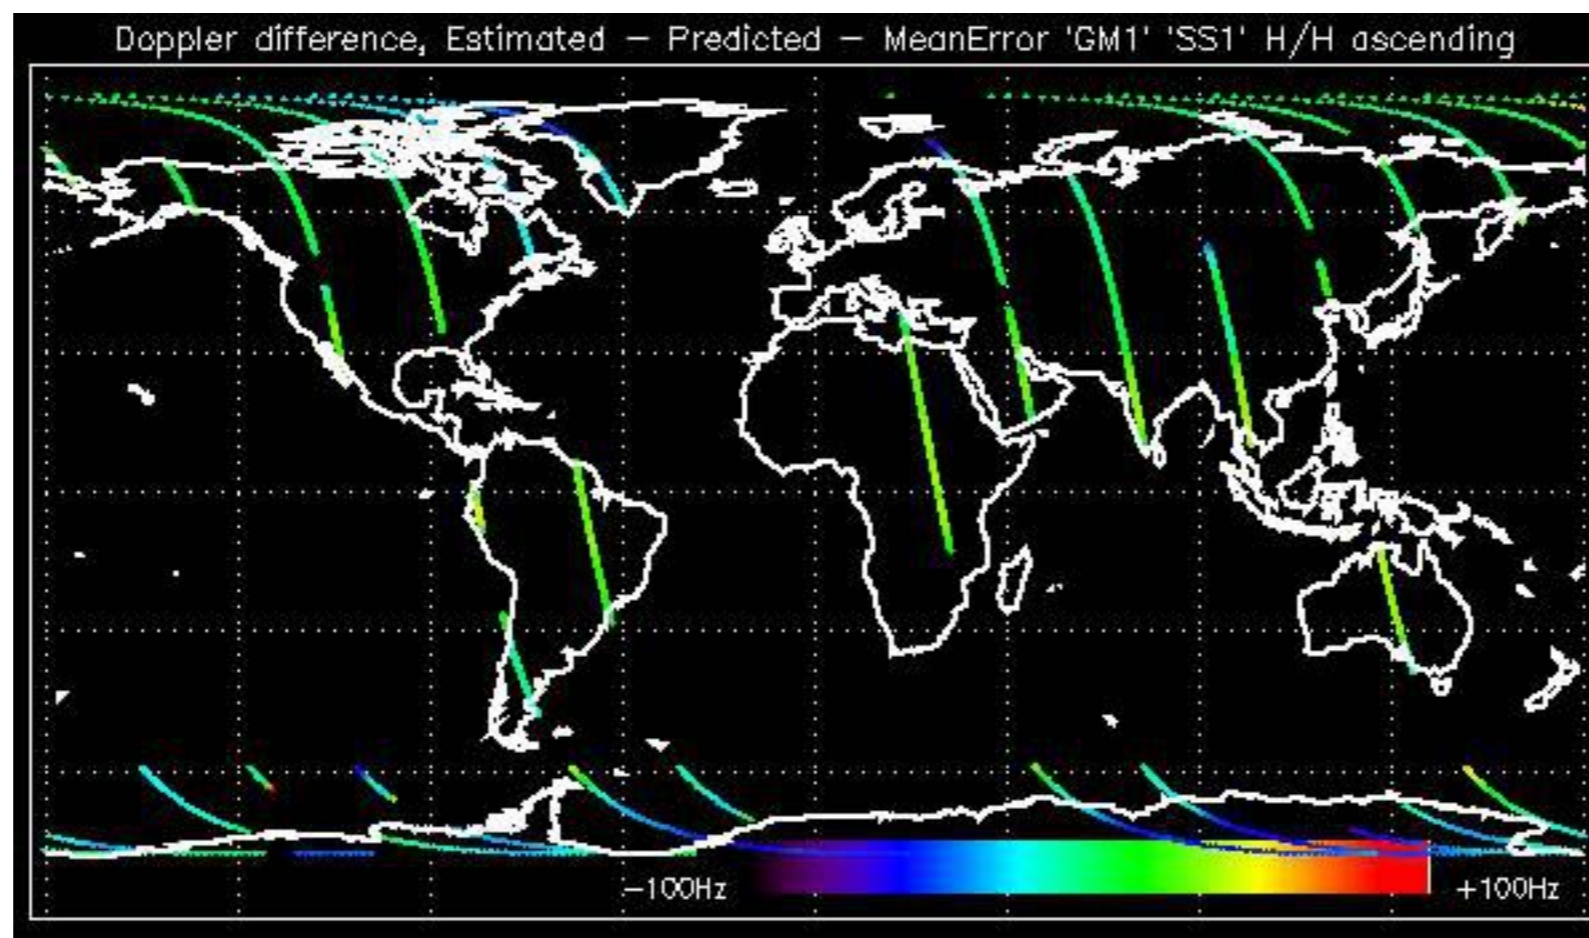 Doppler difference, Estimated – Predicted – MeanError 'GM1' 'SS1' H/H ascending
-100Hz +100Hz